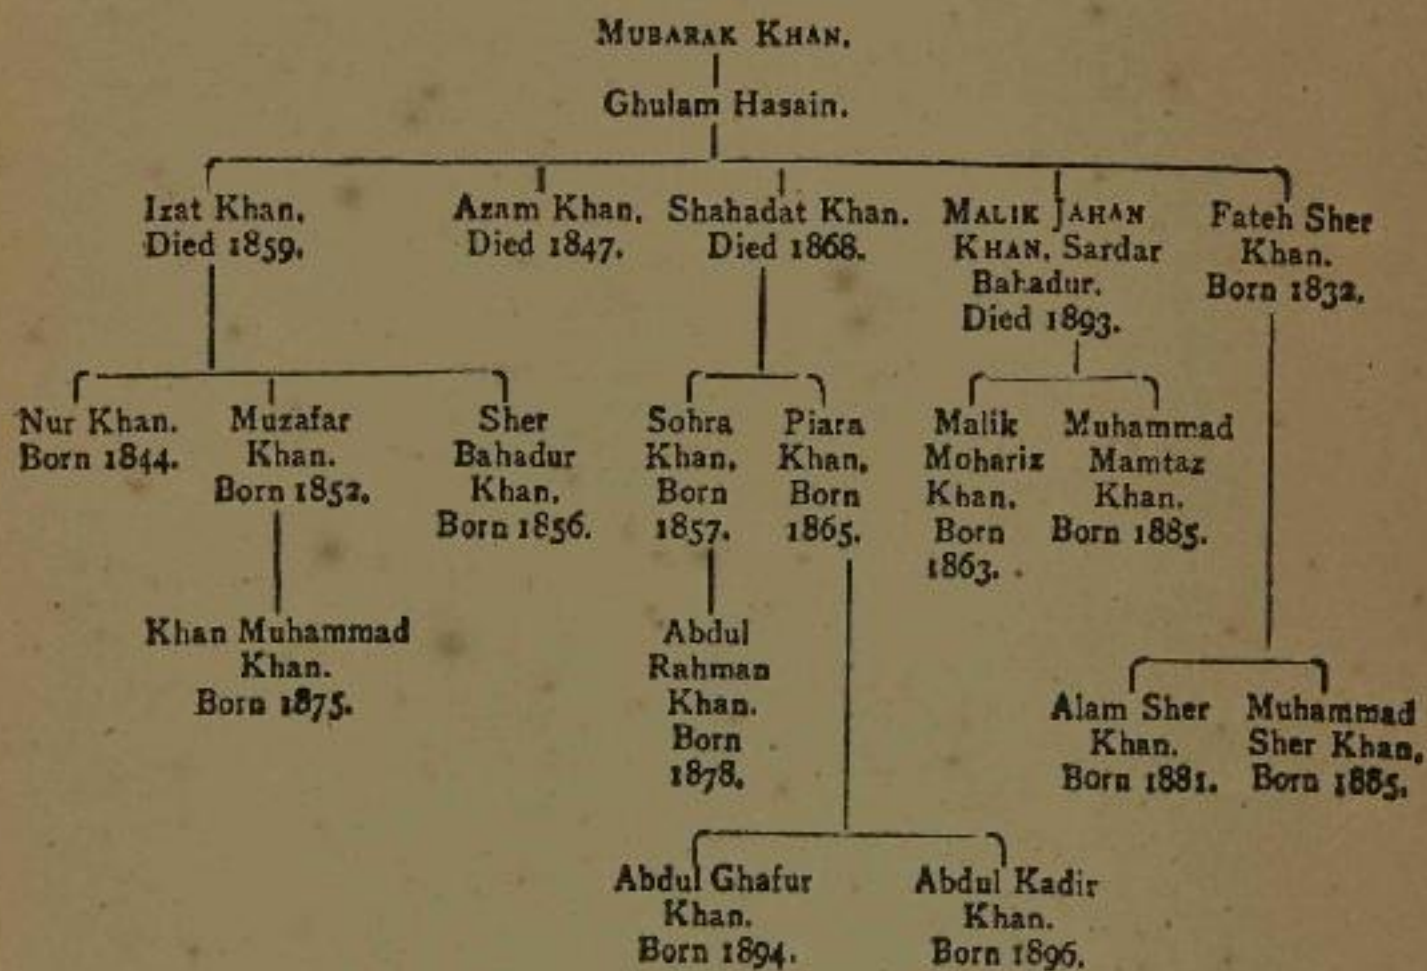 MUBARAK KHAN.
Ghulam Hasain.
Izat Khan.
Died 1859.
Azam Khan.
Died 1847.
Shahadat Khan.
Died 1868.
MALIK JAHAN
KHAN, Sardar
Bahadur.
Died 1893.
Fateh Sher
Khan.
Born 1832.
Nur Khan.
Born 1844.
Muzafar
Khan.
Born 1852.
Sher
Bahadur
Khan.
Born 1856.
Sohra
Khan.
Born
1857.
Piara
Khan.
Born
1865.
Malik
Mohariz
Khan.
Born
1863.
Muhammad
Mamtaz
Khan.
Born 1885.
Khan Muhammad
Khan.
Born 1875.
Abdul
Rahman
Khan.
Born
1878.
Alam Sher
Khan.
Born 1881.
Muhammad
Sher Khan.
Born 1885.
Abdul Ghafur
Khan.
Born 1894.
Abdul Kadir
Khan.
Born 1896.